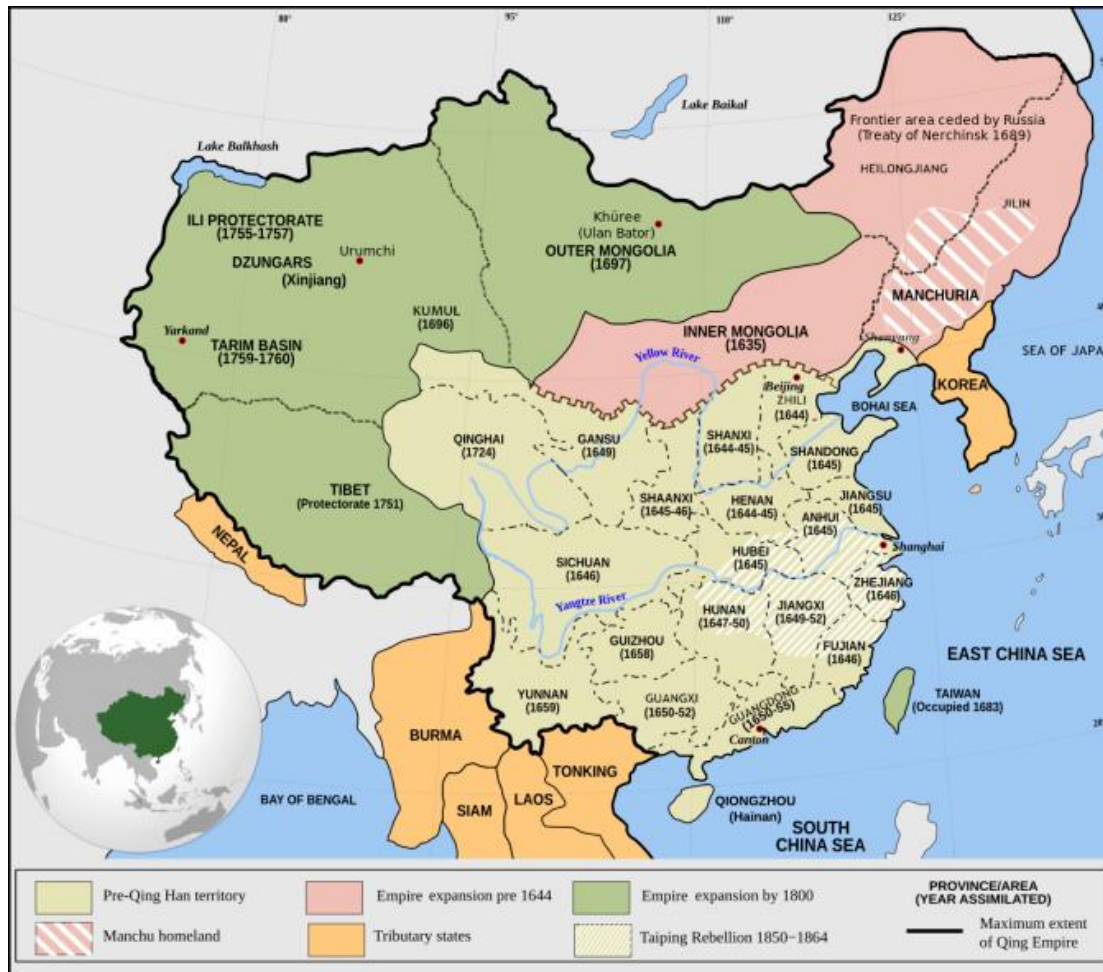 80°
95°
110°
125°
Lake Baikal
Lake Balkhash
Frontier area ceded by Russia
(Treaty of Nerchinsk 1689)
HEILONGJIANG
JILIN
ILI PROTECTORATE
(1755-1757)
Urumchi
DZUNGARS
(Xinjiang)
Khüree
(Ulan Bator)
OUTER MONGOLIA
(1697)
MANCHURIA
KUMUL
(1696)
Yarkand
TARIM BASIN
(1759-1760)
INNER MONGOLIA
(1635)
Shenyang
SEA OF JAPA
Yellow River
KOREA
Beijing
ZHILI
(1644)
BOHAI SEA
QINGHAI
(1724)
GANSU
(1649)
SHANXI
(1644-45)
SHANDONG
(1645)
TIBET
(Protectorate 1751)
SHAANXI
(1645-46)
HENAN
(1644-45)
JIANGSU
(1645)
ANHUI
(1645)
NEPAL
Shanghai
SICHUAN
(1646)
HUBEI
(1645)
ZHEJIANG
(1646)
Yangtze River
HUNAN
(1647-50)
JIANGXI
(1649-52)
GUIZHOU
(1658)
FUJIAN
(1646)
EAST CHINA SEA
YUNNAN
(1659)
GUANGXI
(1650-52)
GUANGDONG
(1650-55)
TAIWAN
(Occupied 1683)
Canton
BURMA
TONKING
SIAM
LAOS
BAY OF BENGAL
QIONGZHOU
(Hainan)
SOUTH
CHINA SEA
Pre-Qing Han territory
Empire expansion pre 1644
Empire expansion by 1800
PROVINCE/AREA
(YEAR ASSIMILATED)
Manchu homeland
Tributary states
Taiping Rebellion 1850−1864
Maximum extent
of Qing Empire